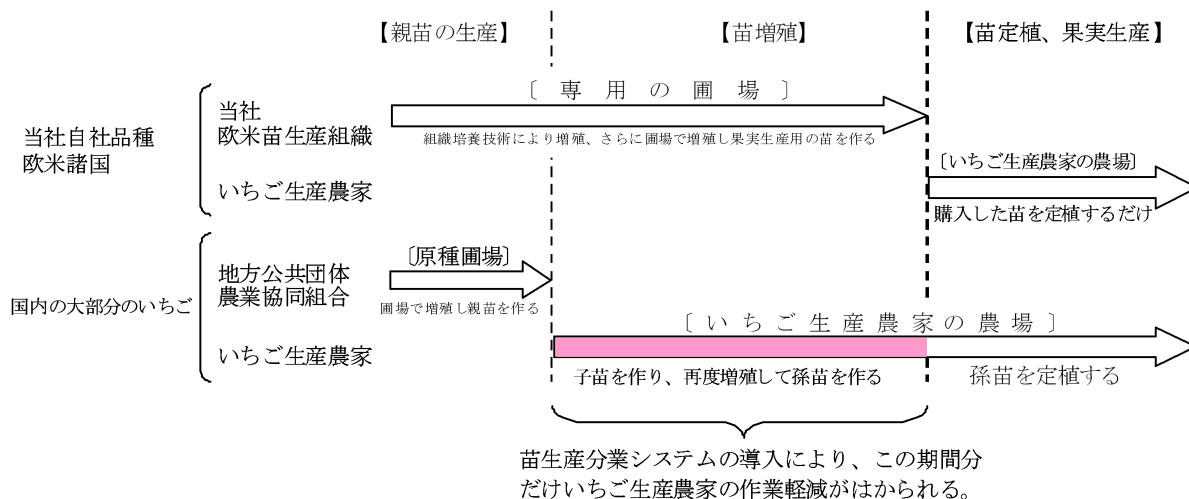 【親苗の生産】
【苗増殖】
【苗定植、果実生産】
〔専用の圃場〕
当社自社品種
欧米諸国
当社
欧米苗生産組織
組織培養技術により増殖、さらに圃場で増殖し果実生産用の苗を作る
いちご生産農家
〔いちご生産農家の農場〕
購入した苗を定植するだけ
国内の大部分のいちご
地方公共団体
農業協同組合
〔原種圃場〕
圃場で増殖し親苗を作る
いちご生産農家
〔いちご生産農家の農場〕
子苗を作り、再度増殖して孫苗を作る
孫苗を定植する
苗生産分業システムの導入により、この期間分
だけいちご生産農家の作業軽減がはかられる。